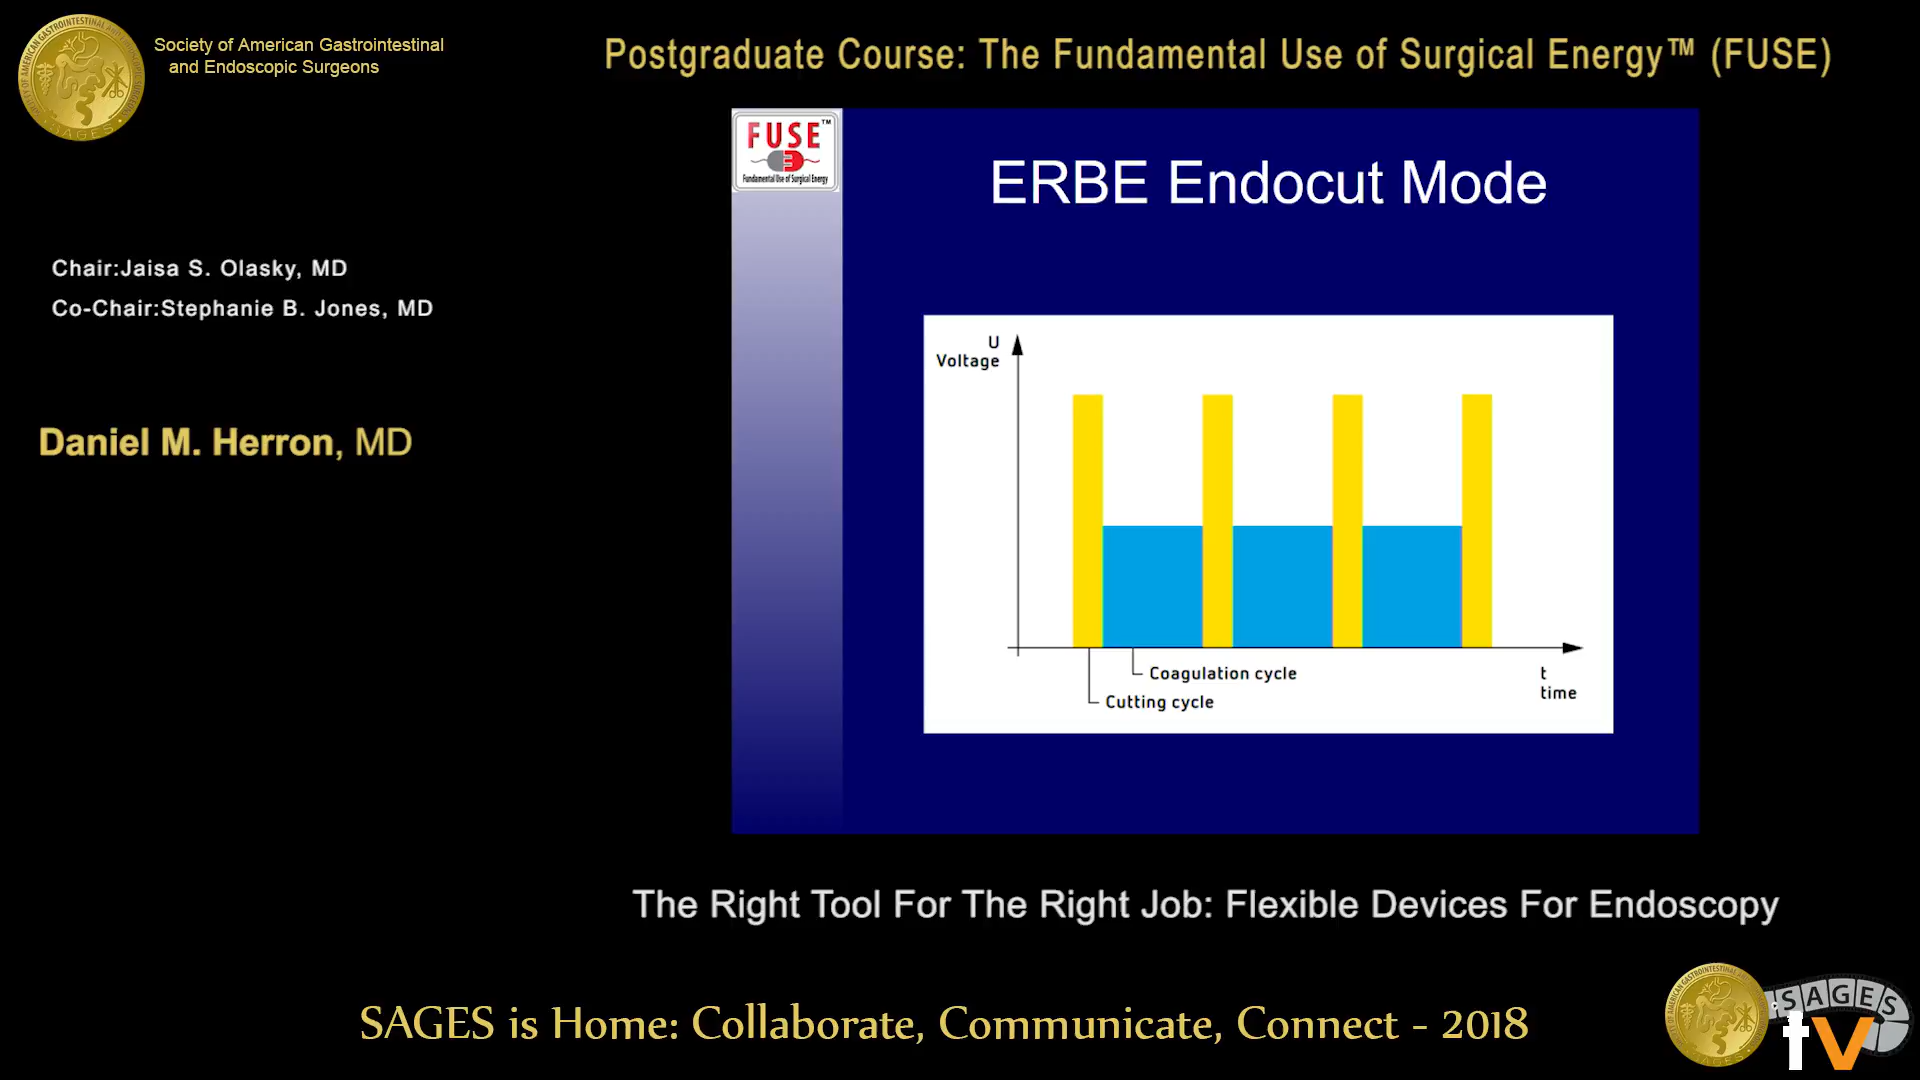 Society of American Gastrointestinal
and Endoscopic Surgeons
Postgraduate Course: The Fundamental Use of Surgical Energy™ (FUSE)
FUSE™
Fundamental Use of Surgical Energy
ERBE Endocut Mode
Chair:Jaisa S. Olasky, MD
Co-Chair:Stephanie B. Jones, MD
Daniel M. Herron, MD
U
Voltage
Coagulation cycle
Cutting cycle
t
time
The Right Tool For The Right Job: Flexible Devices For Endoscopy
SAGES is Home: Collaborate, Communicate, Connect - 2018
SAGES
tv